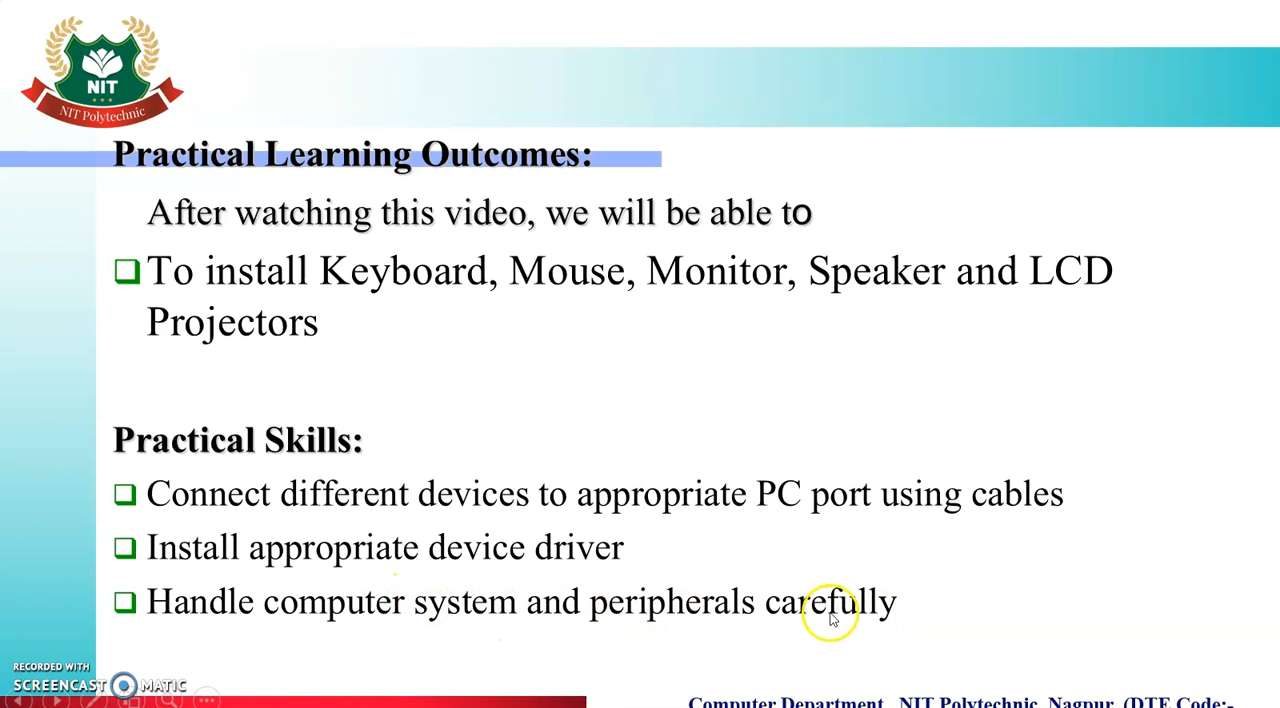 NIT
NIT Polytechnic
Practical Learning Outcomes:
After watching this video, we will be able to
To install Keyboard, Mouse, Monitor, Speaker and LCD
Projectors
Practical Skills:
Connect different devices to appropriate PC port using cables
Install appropriate device driver
Handle computer system and peripherals carefully
RECORDED WITH
SCREENCAST MATIC
Computer Department, NIT Polytechnic, Nagpur, (DTE Code:-